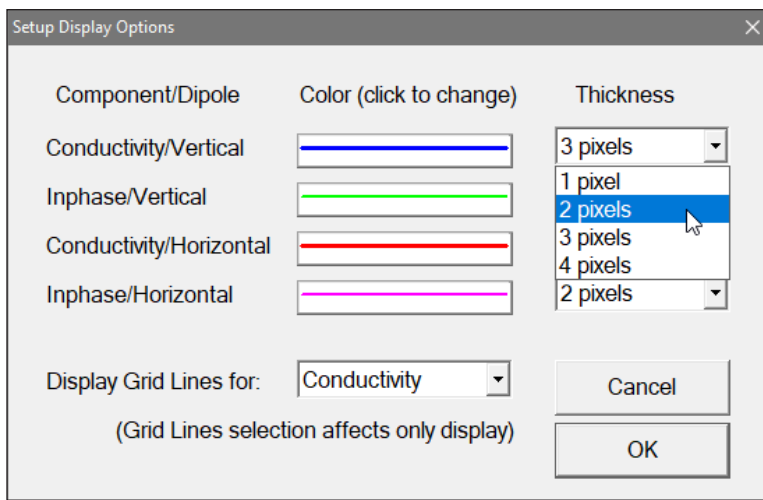 Setup Display Options
Component/Dipole Color (click to change) Thickness
Conductivity/Vertical 3 pixels
1 pixel
Inphase/Vertical
2 pixels
3 pixels
Conductivity/Horizontal
4 pixels
Inphase/Horizontal 2 pixels
Display Grid Lines for: Conductivity Cancel
(Grid Lines selection affects only display)
OK